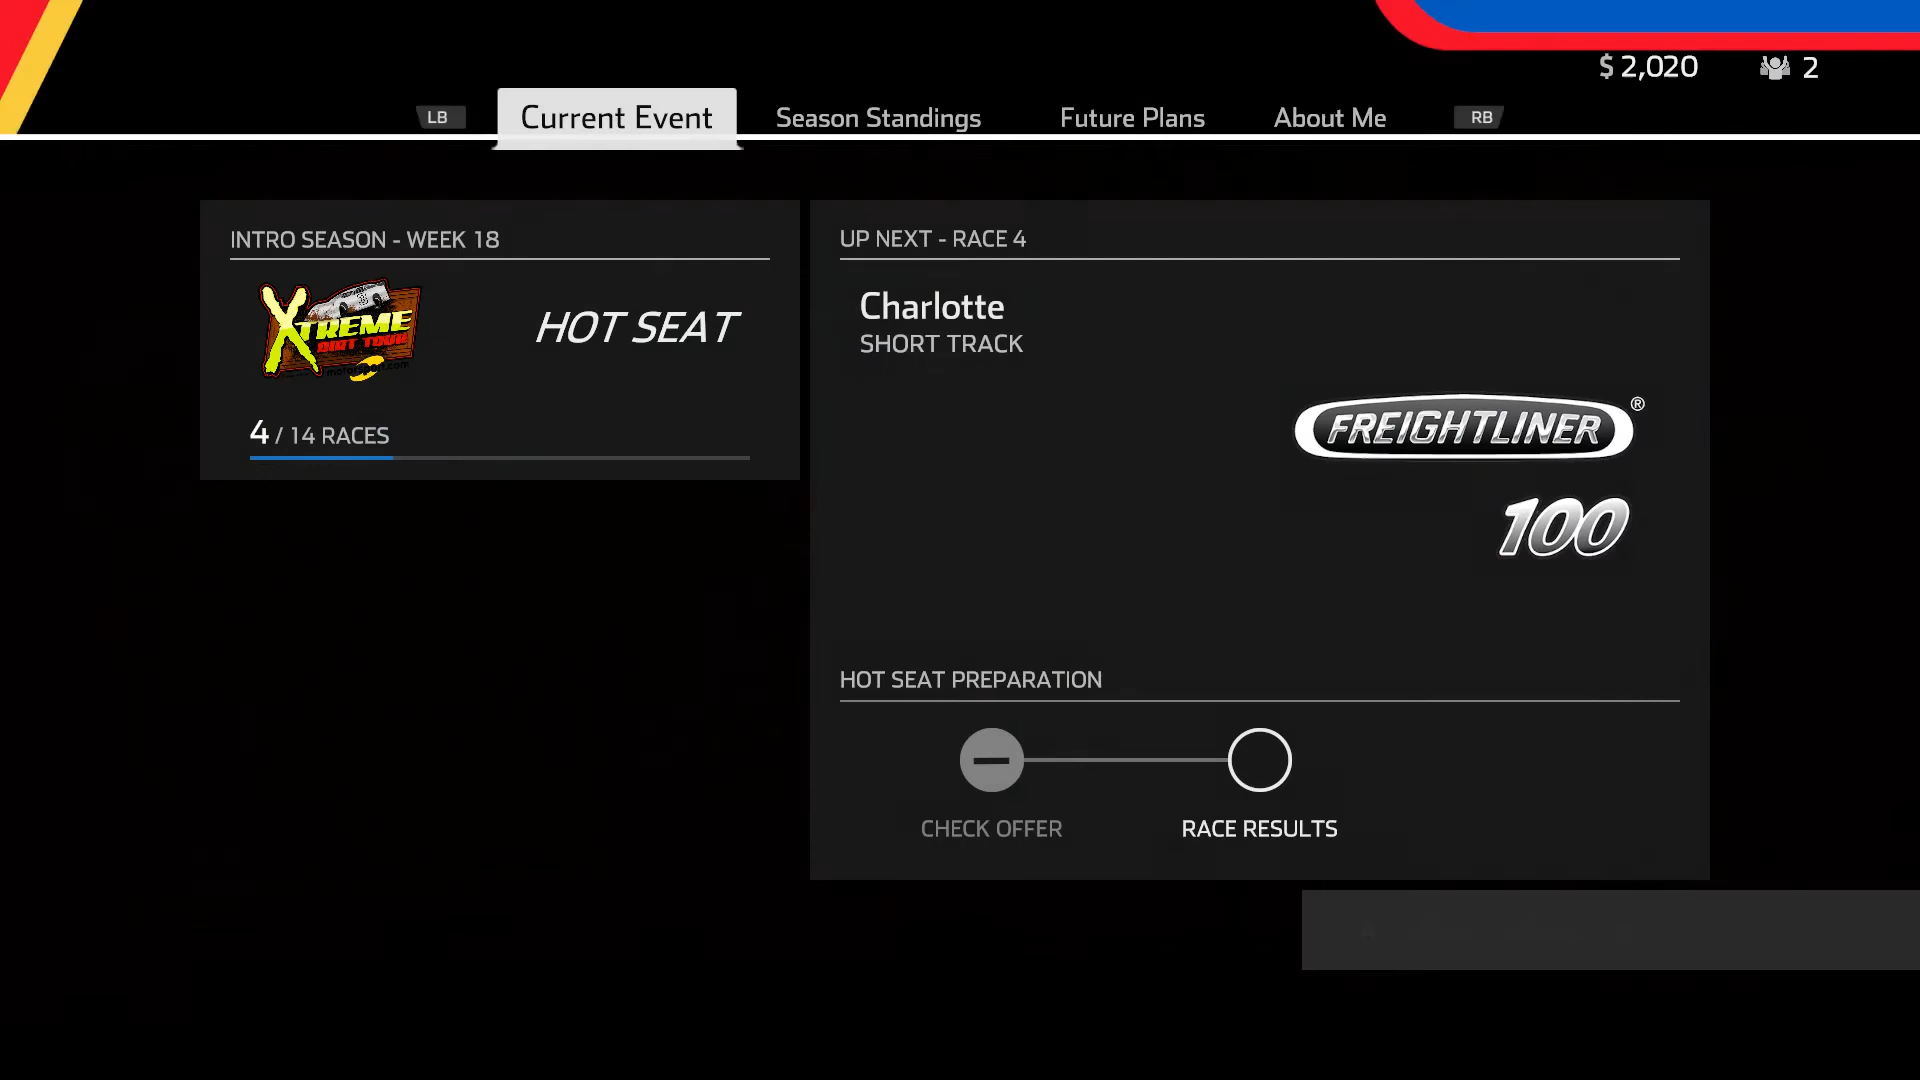 $ 2,020
2
LB
Current Event
Season Standings
Future Plans
About Me
RB
INTRO SEASON - WEEK 18
XTREME
DIRT TOUR
motorsport.com
HOT SEAT
4 / 14 RACES
UP NEXT - RACE 4
Charlotte
SHORT TRACK
FREIGHTLINER®
100
HOT SEAT PREPARATION
CHECK OFFER
RACE RESULTS